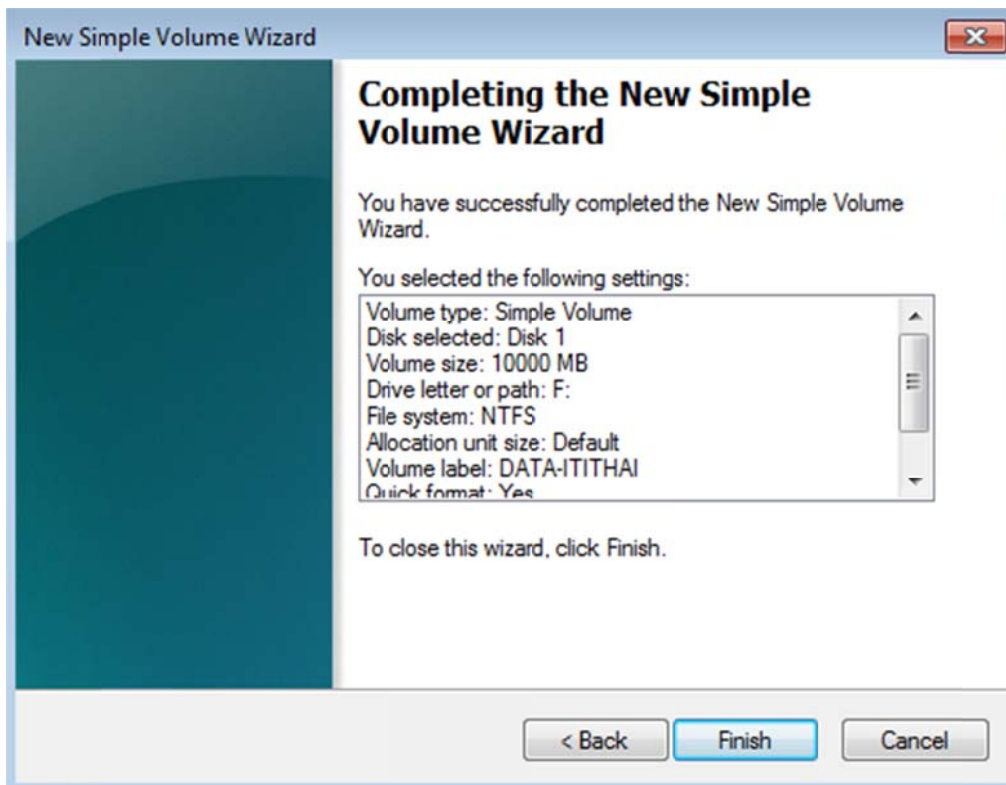 New Simple Volume Wizard
Completing the New Simple
Volume Wizard
You have successfully completed the New Simple Volume
Wizard.
You selected the following settings:
Volume type: Simple Volume
Disk selected: Disk 1
Volume size: 10000 MB
Drive letter or path: F:
File system: NTFS
Allocation unit size: Default
Volume label: DATA-ITITHAI
Quick format: Yes
To close this wizard, click Finish.
< Back Finish Cancel